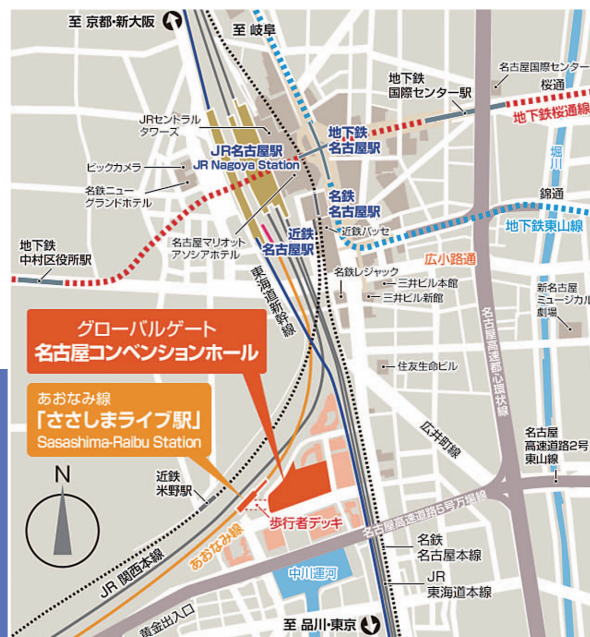 至 京都・新大阪
至 岐阜
名古屋国際センター
地下鉄
国際センター駅
桜通
地下鉄桜通線
JRセントラル
タワーズ
JR名古屋駅
JR Nagoya Station
地下鉄
名古屋駅
ビックカメラ
名鉄ニュー
グランドホテル
堀川
名鉄
名古屋駅
錦通
近鉄パッセ
地下鉄東山線
近鉄
名古屋駅
名古屋マリオット
アソシアホテル
地下鉄
中村区役所駅
広小路通
名鉄レジャック
三井ビル本館
三井ビル新館
東海道新幹線
新名古屋
ミュージカル
劇場
名古屋高速都心環状線
グローバルゲート
名古屋コンベンションホール
住友生命ビル
あおなみ線
「ささしまライブ駅」
Sasashima-Raibu Station
広井町線
名古屋
高速道路2号
東山線
N
近鉄
米野駅
歩行者デッキ
名古屋高速道路5号万場線
あおなみ線
JR 関西本線
名鉄
名古屋本線
中川運河
JR
東海道本線
黄金出入口
至 品川・東京